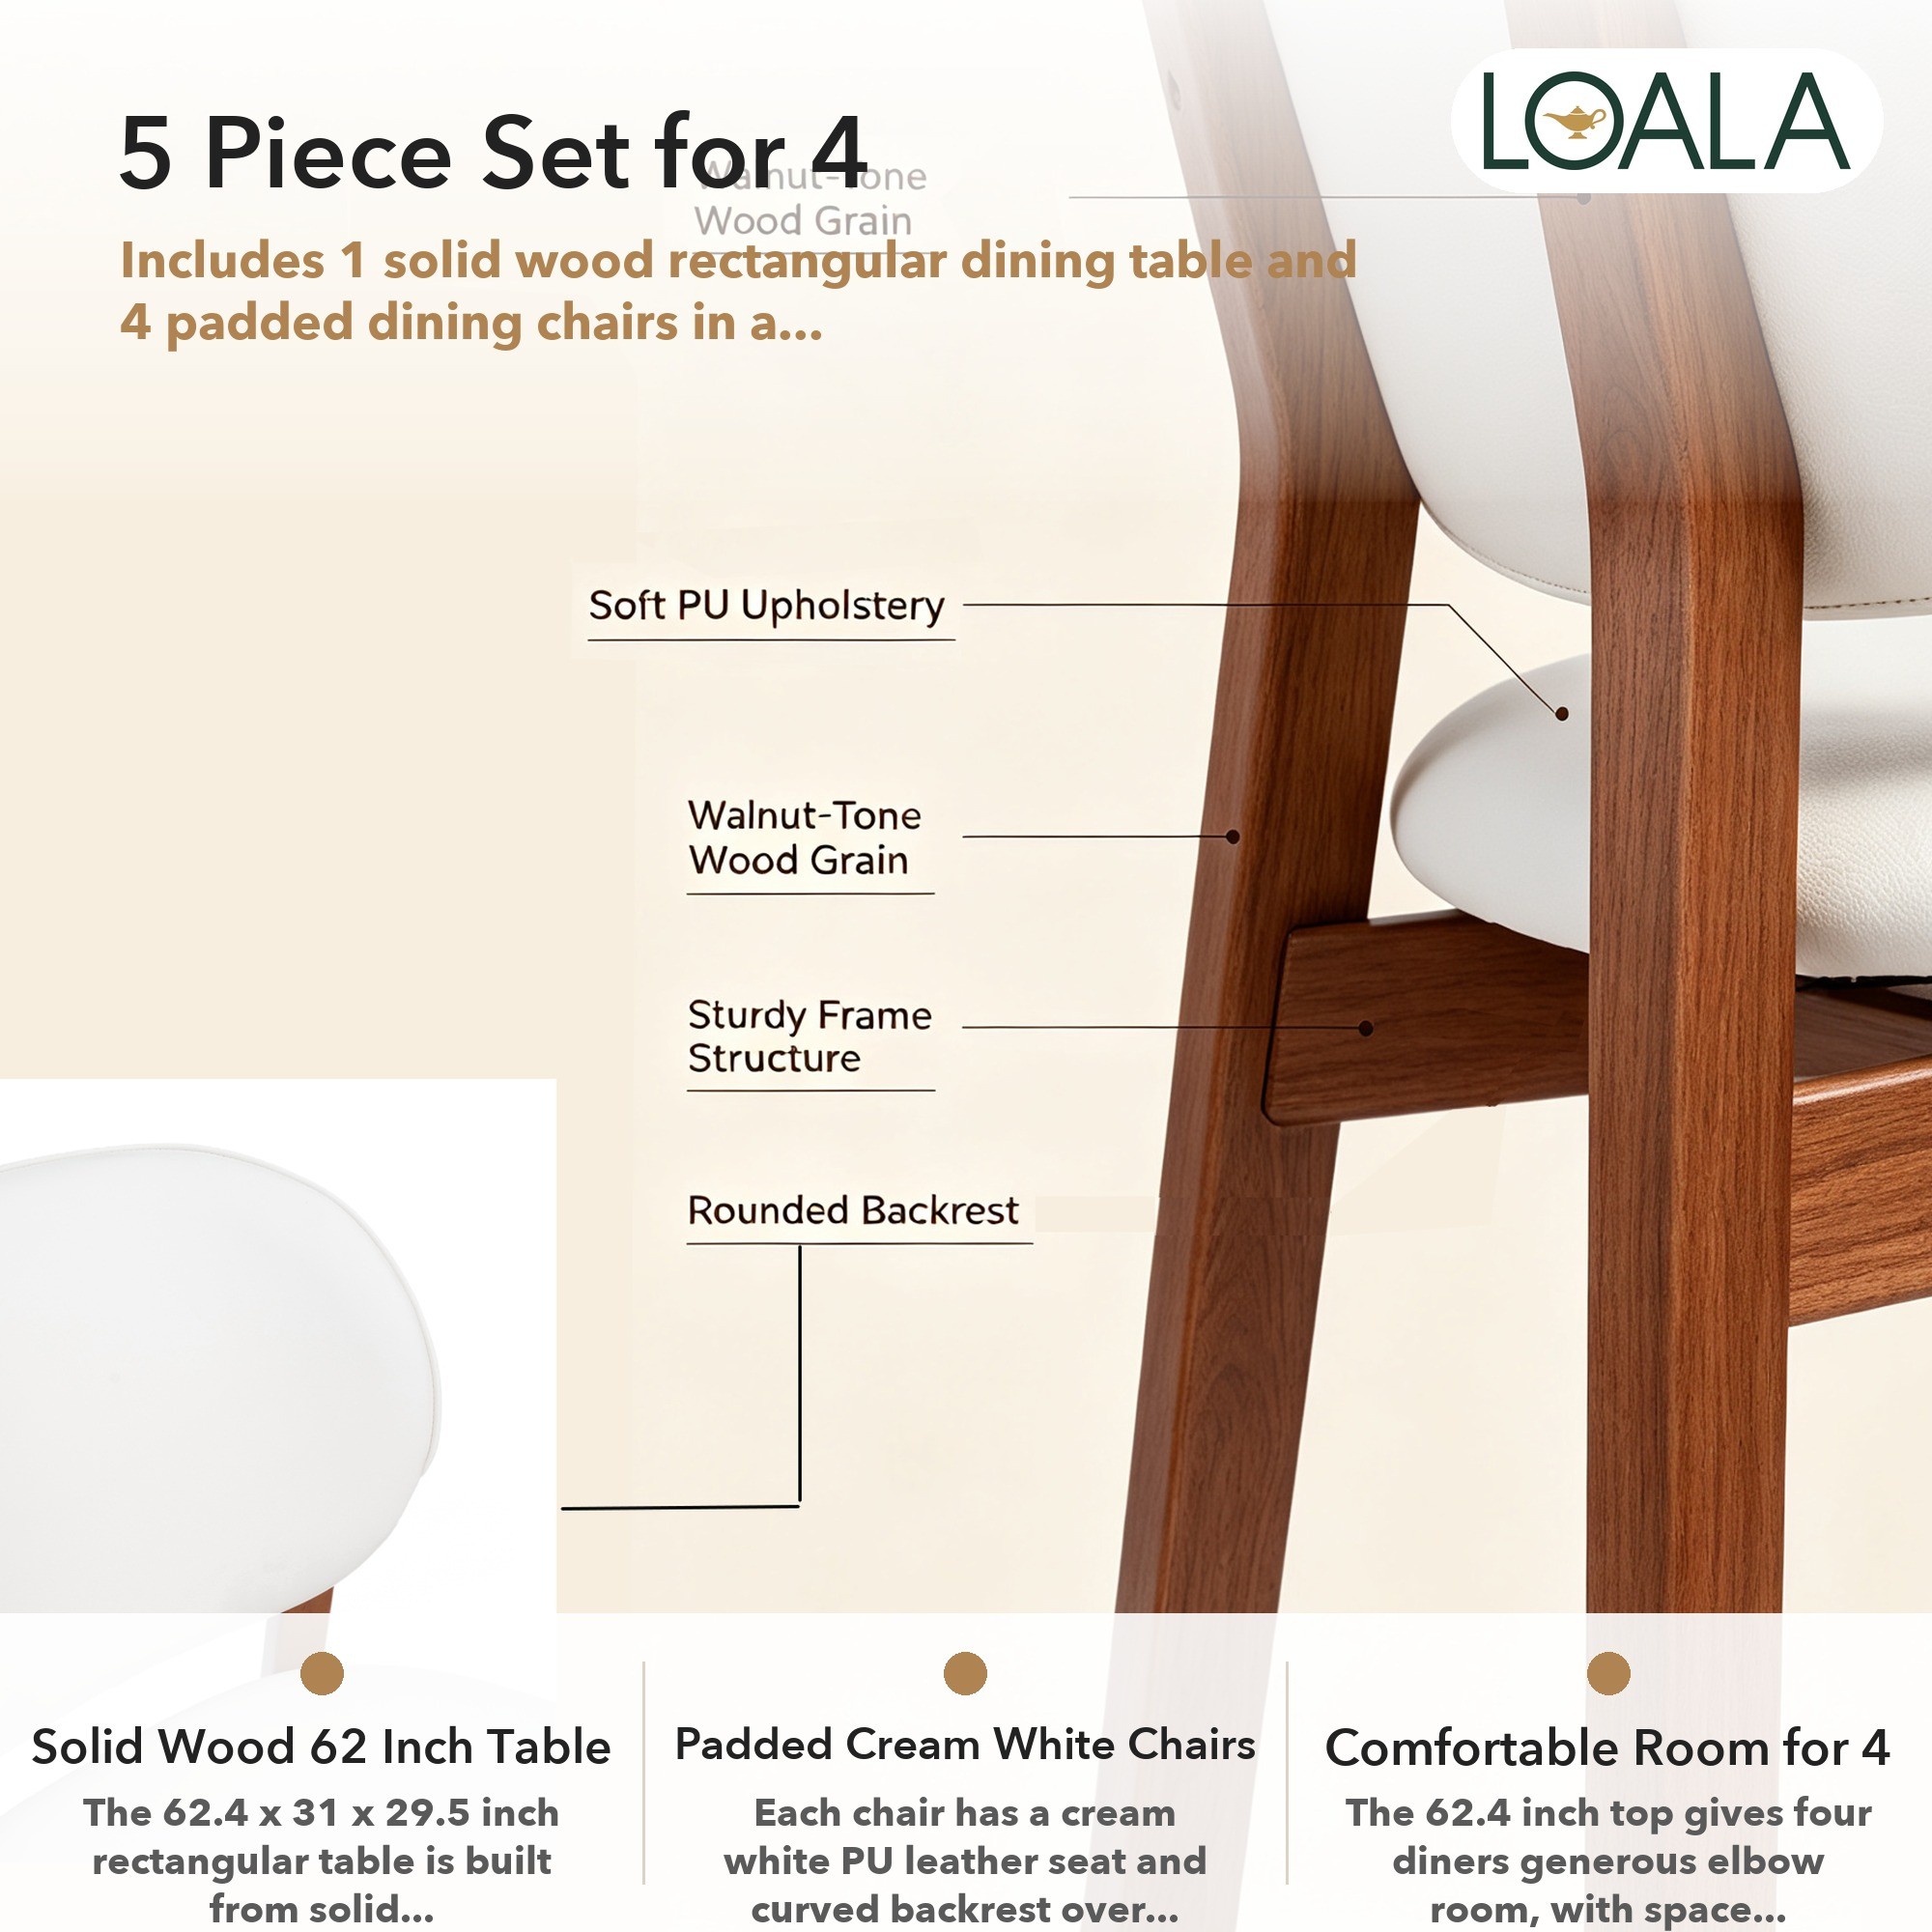 LOALA
5 Piece Set for 4
Walnut-Tone
Wood Grain
Includes 1 solid wood rectangular dining table and
4 padded dining chairs in a...
Soft PU Upholstery
Walnut-Tone
Wood Grain
Sturdy Frame
Structure
Rounded Backrest
Solid Wood 62 Inch Table
The 62.4 x 31 x 29.5 inch
rectangular table is built
from solid...
Padded Cream White Chairs
Each chair has a cream
white PU leather seat and
curved backrest over...
Comfortable Room for 4
The 62.4 inch top gives four
diners generous elbow
room, with space...